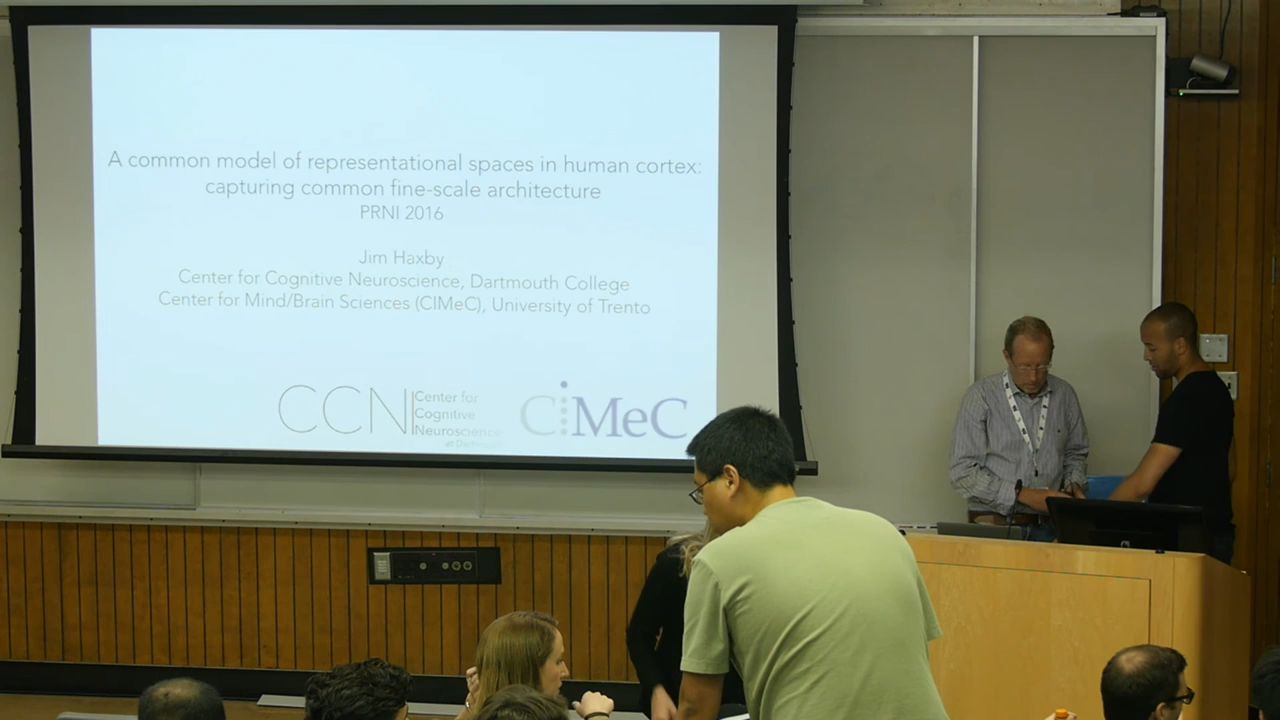 A common model of representational spaces in human cortex:
capturing common fine-scale architecture
PRNI 2016
Jim Haxby
Center for Cognitive Neuroscience, Dartmouth College
Center for Mind/Brain Sciences (CIMeC), University of Trento
CCN
Center for
Cognitive
Neuroscience
at Dartmouth
CiMeC